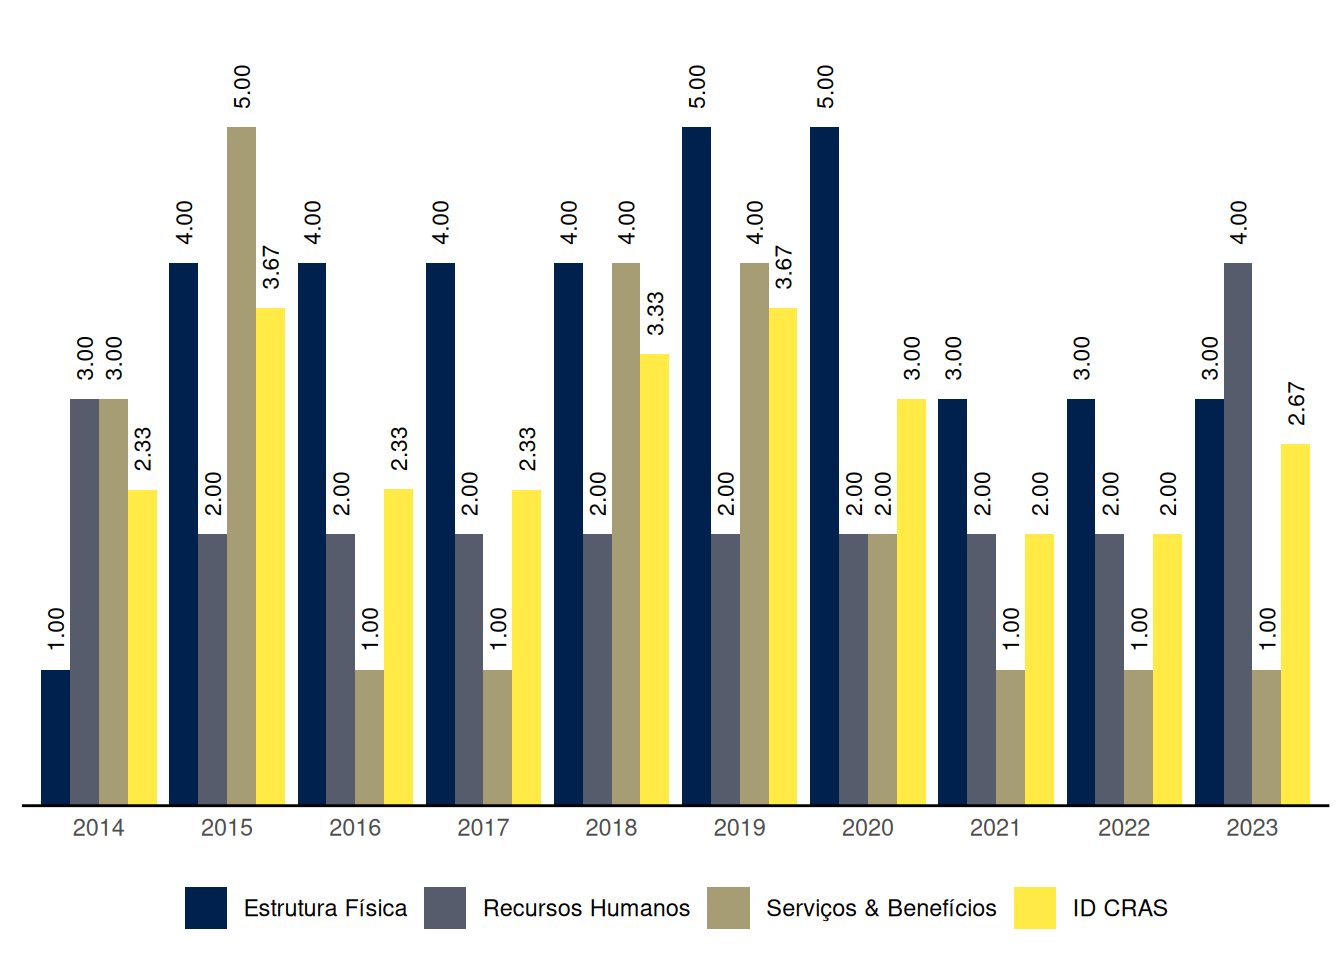 1.00 3.00 3.00 2.33
4.00 2.00 5.00 3.67
4.00 2.00 1.00 2.33
4.00 2.00 1.00 2.33
4.00 2.00 4.00 3.33
5.00 2.00 4.00 3.67
5.00 2.00 2.00 3.00
3.00 2.00 1.00 2.00
3.00 2.00 1.00 2.00
3.00 4.00 1.00 2.67
2014 2015 2016 2017 2018 2019 2020 2021 2022 2023
Estrutura Física Recursos Humanos Serviços & Benefícios ID CRAS